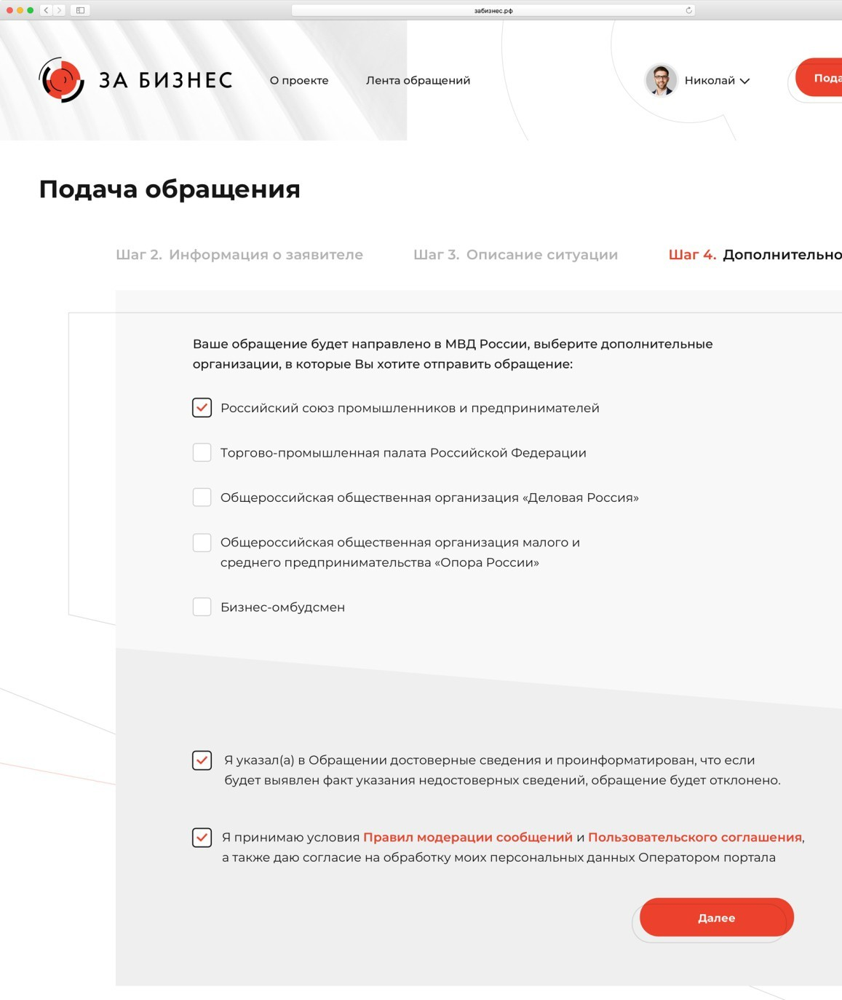 забизнес.рф
ЗА БИЗНЕС
О проекте
Лента обращений
Николай
Пода
Подача обращения
Шаг 2. Информация о заявителе
Шаг 3. Описание ситуации
Шаг 4. Дополнительно
Ваше обращение будет направлено в МВД России, выберите дополнительные
организации, в которые Вы хотите отправить обращение:
Российский союз промышленников и предпринимателей
Торгово-промышленная палата Российской Федерации
Общероссийская общественная организация «Деловая Россия»
Общероссийская общественная организация малого и
среднего предпринимательства «Опора России»
Бизнес-омбудсмен
Я указал(а) в Обращении достоверные сведения и проинформатирован, что если
будет выявлен факт указания недостоверных сведений, обращение будет отклонено.
Я принимаю условия Правил модерации сообщений и Пользовательского соглашения,
а также даю согласие на обработку моих персональных данных Оператором портала
Далее